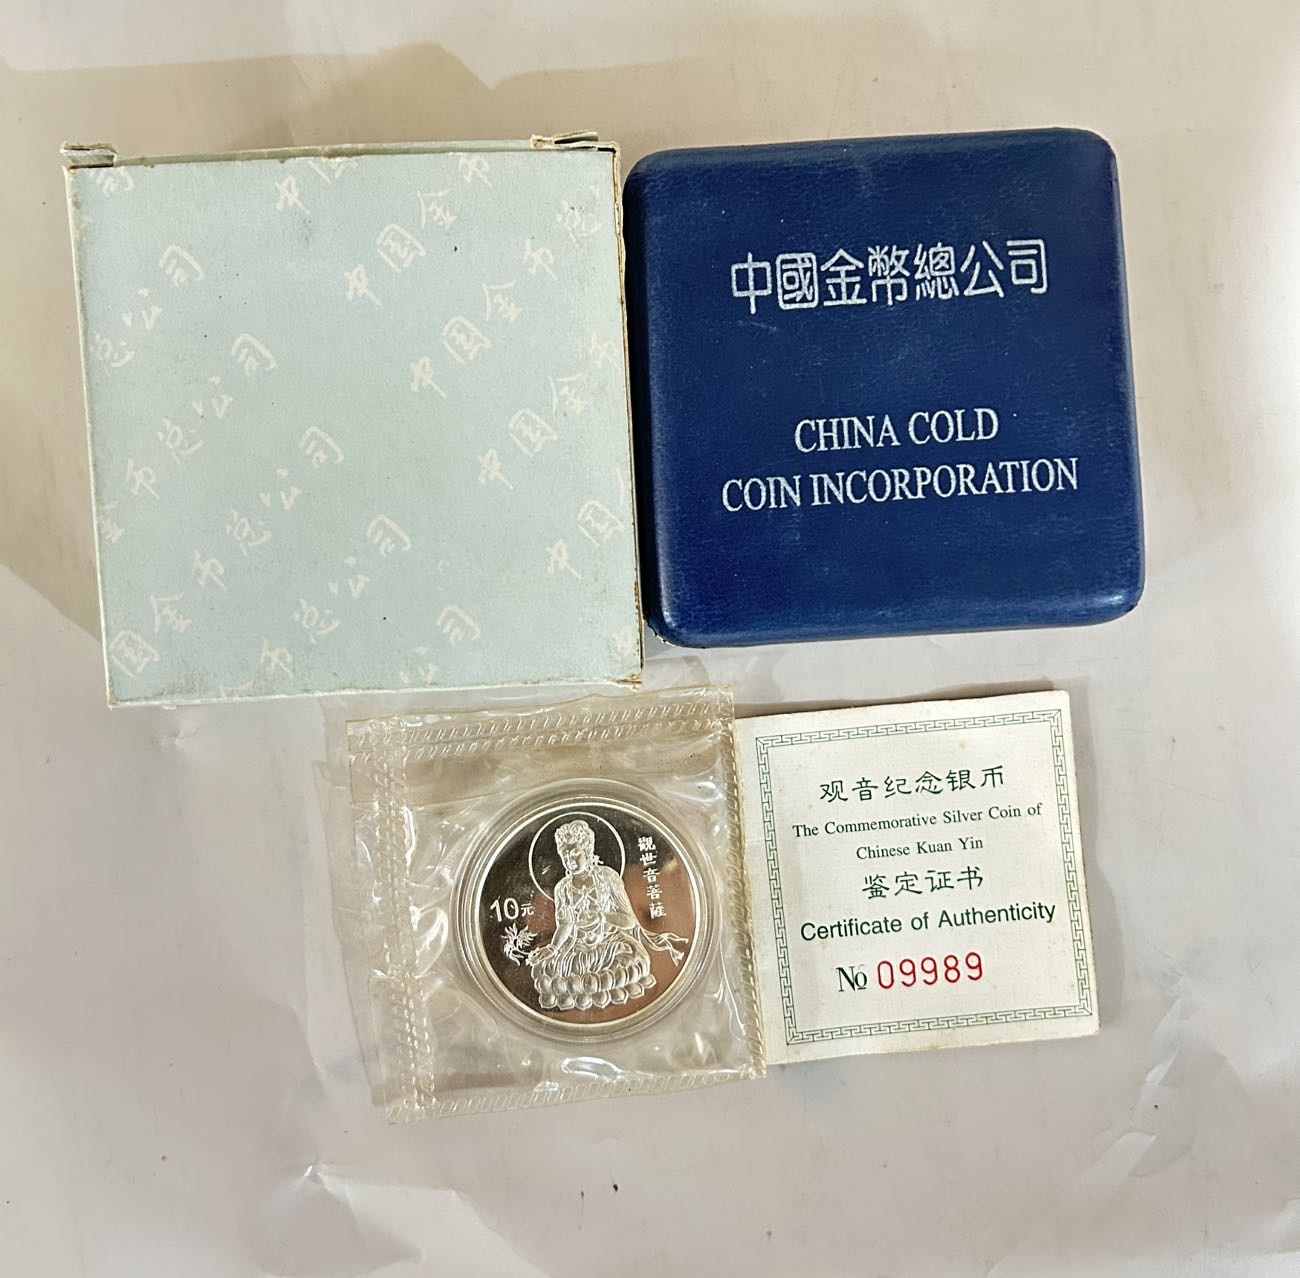 中国金币总公司
中國金幣總公司
CHINA COLD
COIN INCORPORATION
觀世音菩薩
10元
观音纪念银币
The Commemorative Silver Coin of
Chinese Kuan Yin
鉴定证书
Certificate of Authenticity
№ 09989